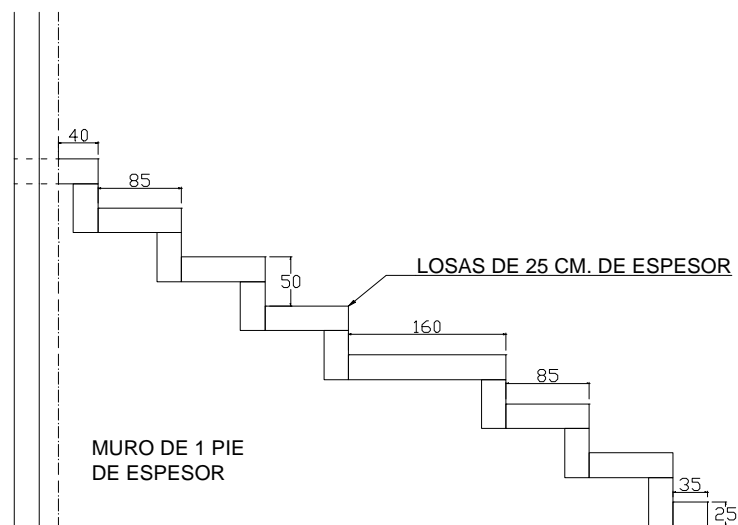 40
85
50
LOSAS DE 25 CM. DE ESPESOR
160
85
MURO DE 1 PIE
DE ESPESOR
35
25